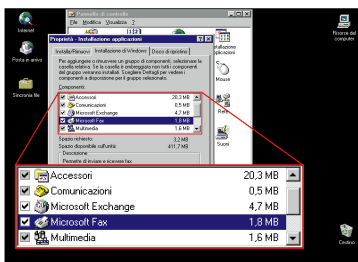 Pannello di controllo
File Modifica Visualizza ?
Internet
Risorse del
computer
Proprietà - Installazione applicazioni
Installa/Rimuovi Installazione di Windows Disco di ripristino
Posta in arrivo
Per aggiungere o rimuovere un gruppo di componenti, selezionare la
casella relativa. Se la casella è ombreggiata non tutti i componenti
del gruppo verranno installati. Scegliere Dettagli per vedere i
componenti a disposizione per il gruppo selezionato.
Installazione
applicazioni
Mouse
Componenti:
Sincronia file
Accessori 20,3 MB
Comunicazioni 0,5 MB
Microsoft Exchange 4,7 MB
Microsoft Fax 1,8 MB
Multimedia 1,6 MB
Rete
Spazio richiesto: 3,2 MB
Spazio disponibile sull'unità: 411,7 MB
Suoni
Descrizione
Permette di inviare e ricevere fax
Accessori 20,3 MB
Comunicazioni 0,5 MB
Microsoft Exchange 4,7 MB
Microsoft Fax 1,8 MB
Multimedia 1,6 MB
Cestino